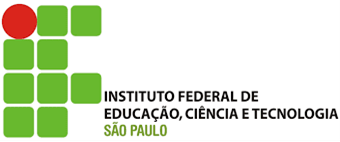 INSTITUTO FEDERAL DE
EDUCAÇÃO, CIÊNCIA E TECNOLOGIA
SÃO PAULO